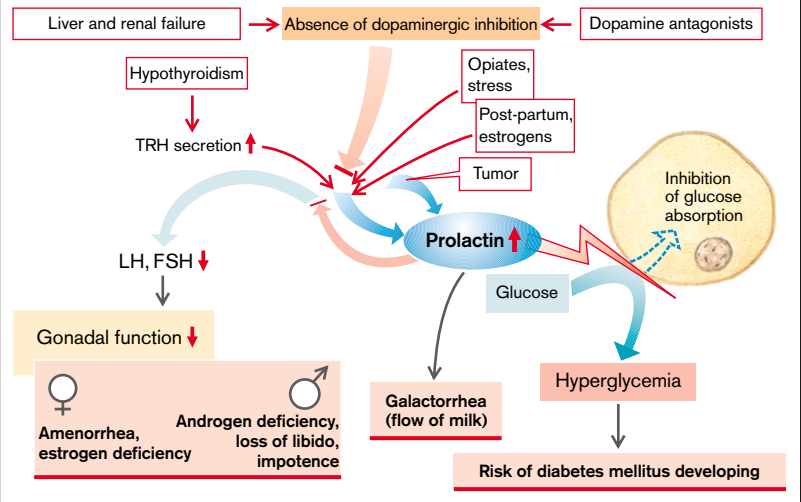 Liver and renal failure
Absence of dopaminergic inhibition
Dopamine antagonists
Hypothyroidism
Opiates,
stress
Post-partum,
estrogens
TRH secretion
Tumor
Inhibition
of glucose
absorption
Prolactin
LH, FSH
Glucose
Gonadal function
Hyperglycemia
Amenorrhea,
estrogen deficiency
Androgen deficiency,
loss of libido,
impotence
Galactorrhea
(flow of milk)
Risk of diabetes mellitus developing